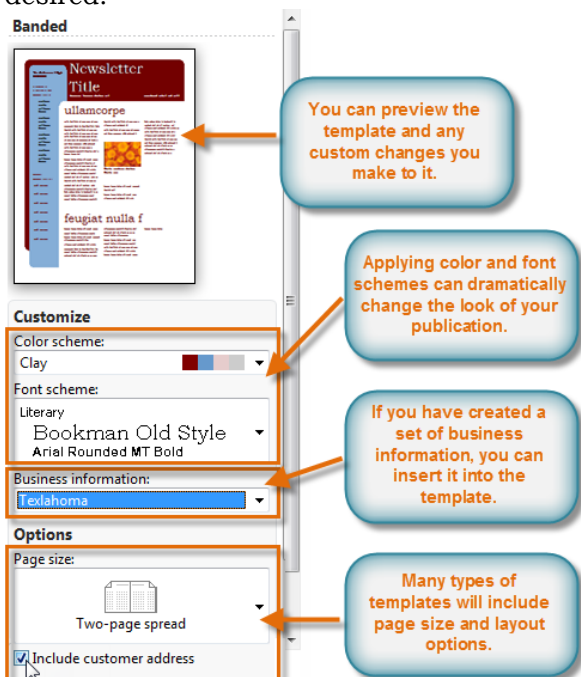 desired.
Banded
Newsletter
Title
ullamcorpe
feugiat nulla f
You can preview the
template and any
custom changes you
make to it.
Applying color and font
schemes can dramatically
change the look of your
publication.
Customize
Color scheme:
Clay
Font scheme:
Literary
Bookman Old Style
Arial Rounded MT Bold
If you have created a
set of business
information, you can
insert it into the
template.
Business information:
Texlahoma
Options
Page size:
Two-page spread
Many types of
templates will include
page size and layout
options.
Include customer address